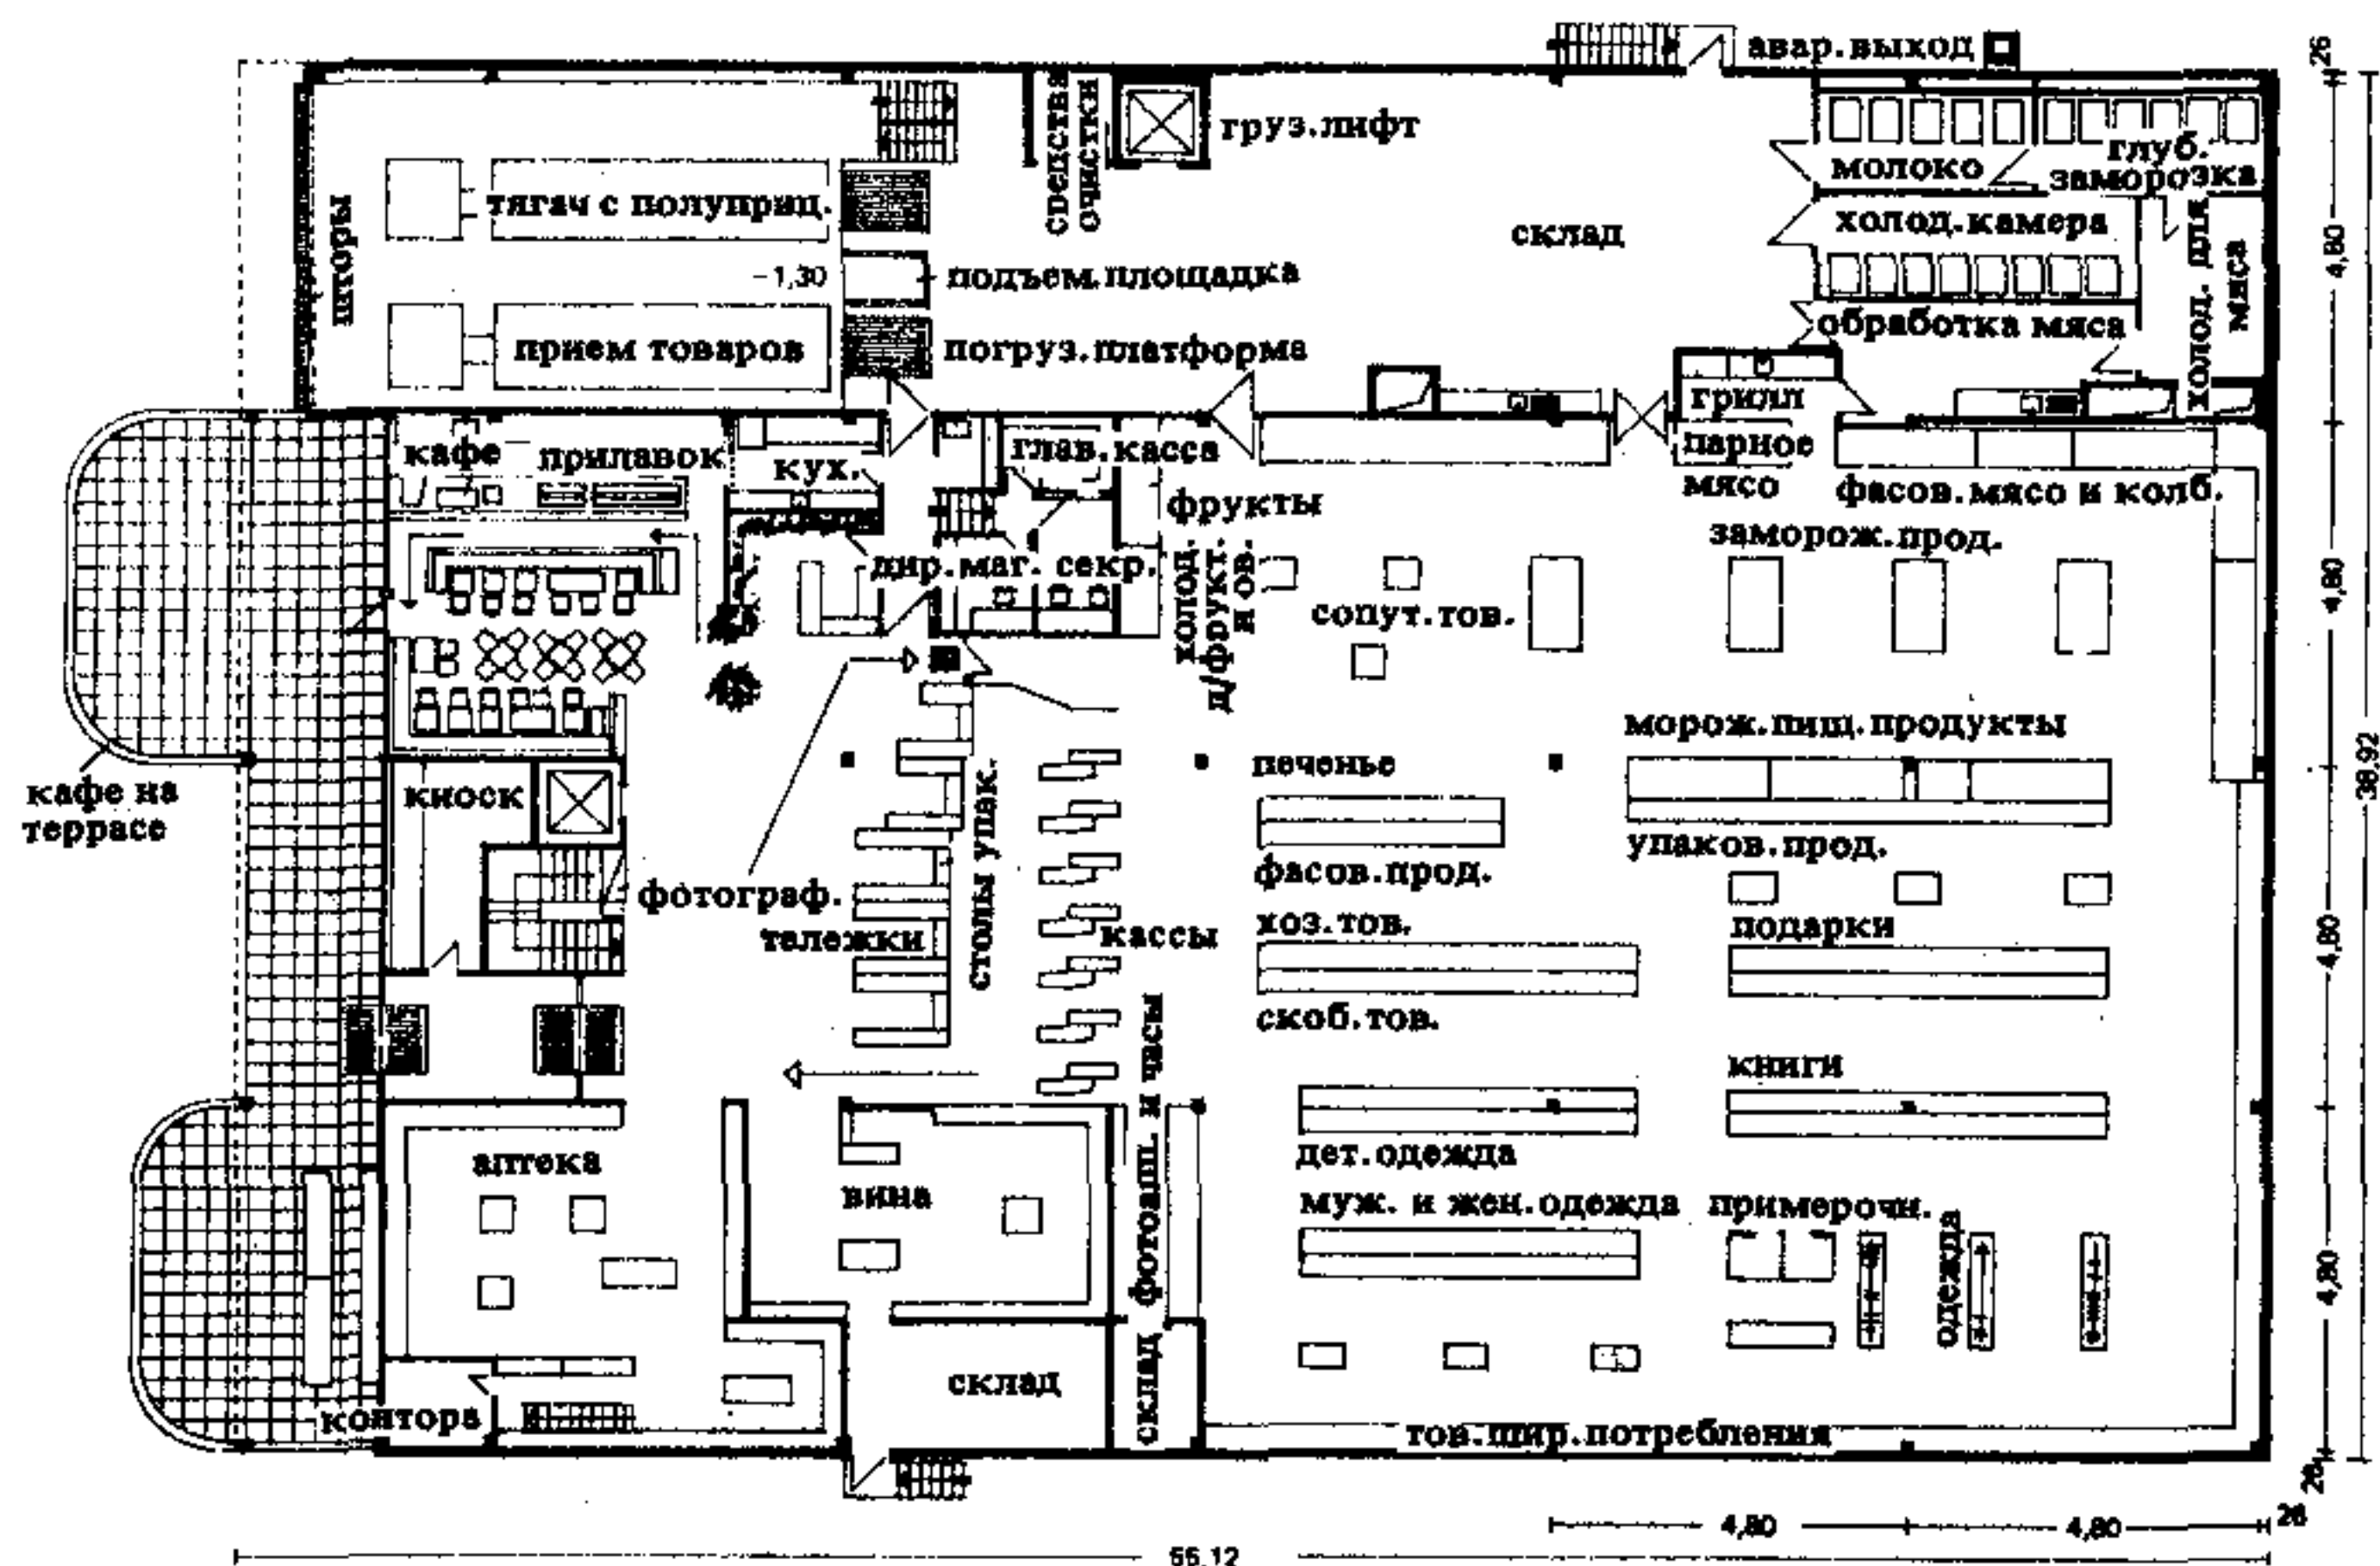 авар.выход
26
средства
очистки
груз.лифт
молоко
глуб.
заморозка
тягач с полуприц.
шторы
склад
холод.камера
холод. для
мяса
4,80
-1,30
подъем.площадка
прием товаров
погруз.платформа
обработка мяса
грилл
кафе
прилавок
кух.
глав.касса
парное
мясо
фасов.мясо и колб.
фрукты
заморож.прод.
холод.
д/фрукт.
и ов.
дир.маг. секр.
4,80
сопут.тов.
морож.пищ.продукты
38,92
кафе на
террасе
киоск
столы упак.
печенье
упаков.прод.
фасов.прод.
фотограф.
тележки
кассы
хоз.тов.
подарки
4,80
скоб.тов.
фотоапп. и часы
книги
аптека
вина
дет.одежда
муж. и жен.одежда
примерочн.
одежда
4,80
склад
склад
контора
тов.шир.потребления
26
4,80
4,80
26
55,12